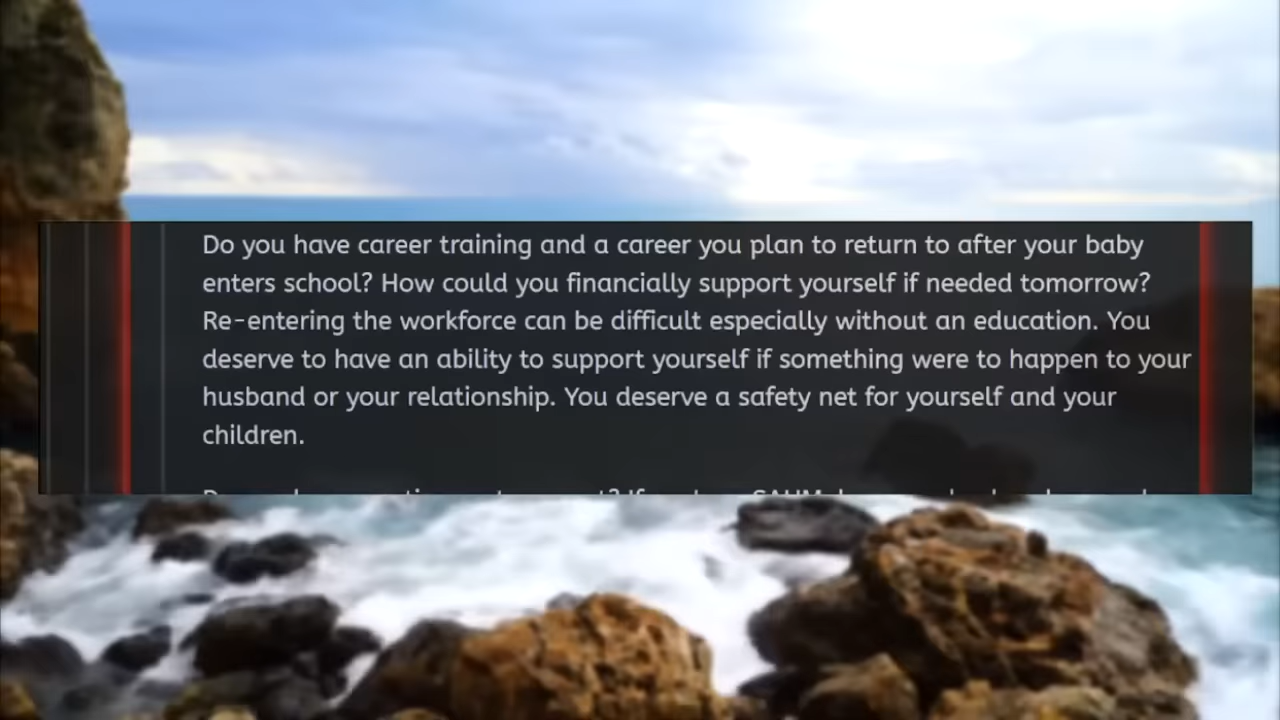 Do you have career training and a career you plan to return to after your baby
enters school? How could you financially support yourself if needed tomorrow?
Re-entering the workforce can be difficult especially without an education. You
deserve to have an ability to support yourself if something were to happen to your
husband or your relationship. You deserve a safety net for yourself and your
children.